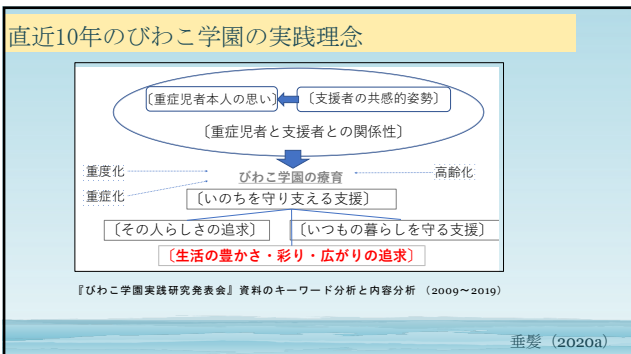 直近10年のびわこ学園の実践理念
〔重症児者本人の思い〕
〔支援者の共感的姿勢〕
〔重症児者と支援者との関係性〕
重度化
びわこ学園の療育
高齢化
重症化
〔いのちを守り支える支援〕
〔その人らしさの追求〕
〔いつもの暮らしを守る支援〕
〔生活の豊かさ・彩り・広がりの追求〕
『びわこ学園実践研究発表会』資料のキーワード分析と内容分析 （2009～2019）
垂髪（2020a）